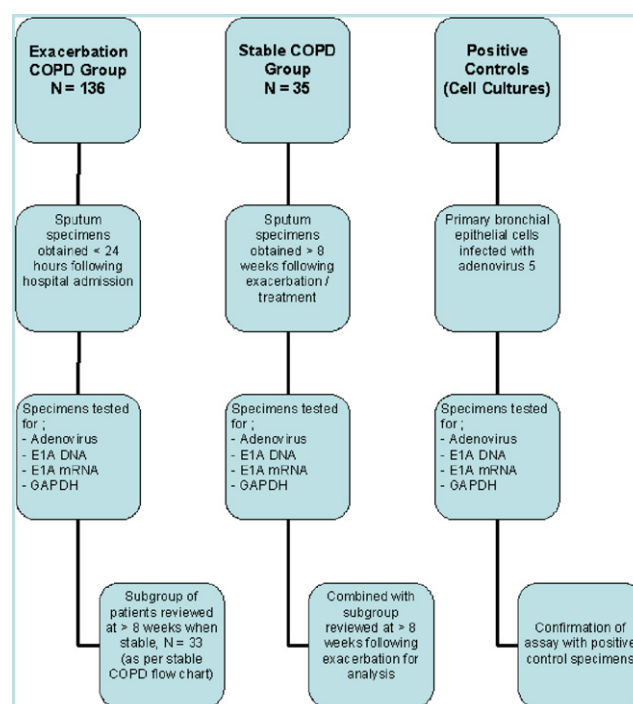 Exacerbation
COPD Group
N = 136
Stable COPD
Group
N = 35
Positive
Controls
(Cell Cultures)
Sputum
specimens
obtained < 24
hours following
hospital admission
Sputum
specimens
obtained > 8
weeks following
exacerbation /
treatment
Primary bronchial
epithelial cells
infected with
adenovirus 5
Specimens tested
for ;
- Adenovirus
- E1A DNA
- E1A mRNA
- GAPDH
Specimens tested
for ;
- Adenovirus
- E1A DNA
- E1A mRNA
- GAPDH
Specimens tested
for ;
- Adenovirus
- E1A DNA
- E1A mRNA
- GAPDH
Subgroup of
patients reviewed
at > 8 weeks when
stable, N = 33
(as per stable
COPD flow chart)
Combined with
subgroup
reviewed at > 8
weeks following
exacerbation for
analysis
Confirmation of
assay with positive
control specimens